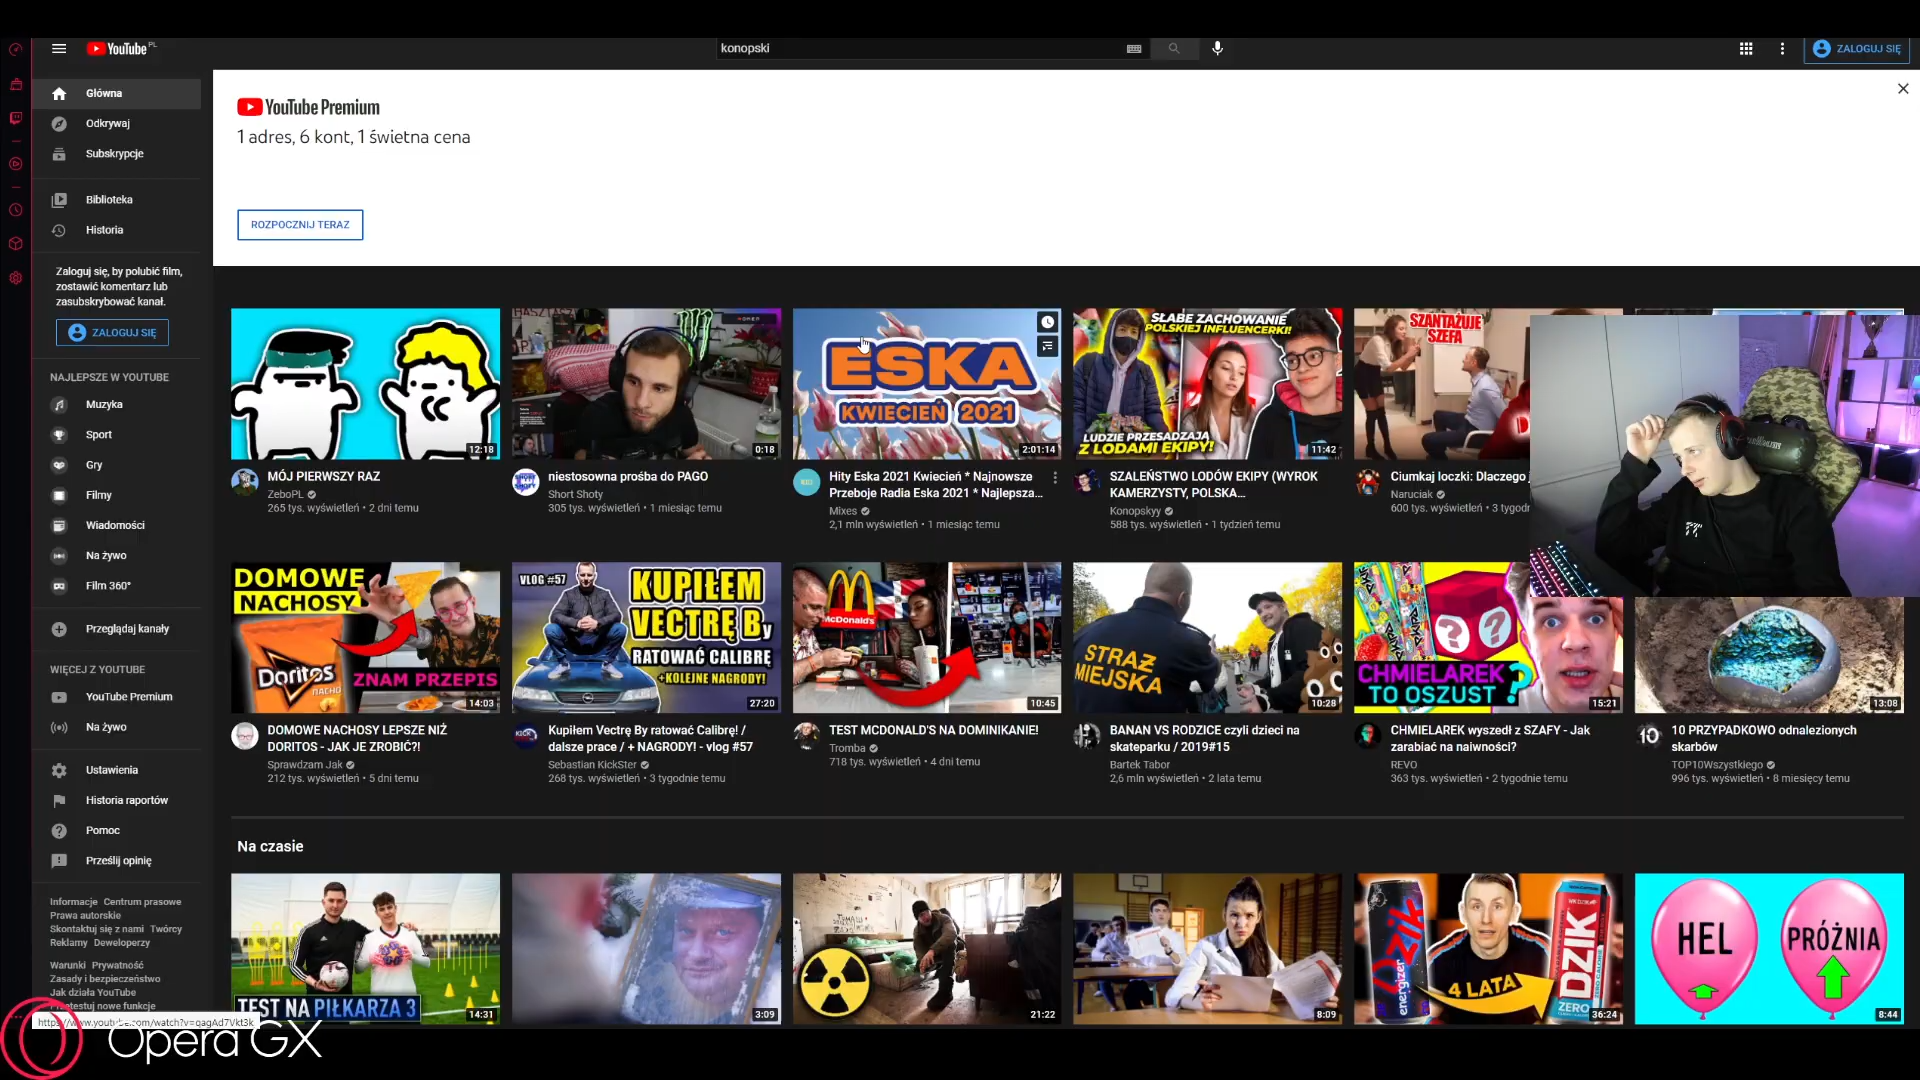 YouTube PL
konopski
ZALOGUJ SIĘ
Główna
Odkrywaj
Subskrypcje
Biblioteka
Historia
Zaloguj się, by polubić film,
zostawić komentarz lub
zasubskrybować kanał.
ZALOGUJ SIĘ
NAJLEPSZE W YOUTUBE
Muzyka
Sport
Gry
Filmy
Wiadomości
Na żywo
Film 360°
Przeglądaj kanały
WIĘCEJ Z YOUTUBE
YouTube Premium
Na żywo
Ustawienia
Historia raportów
Pomoc
Prześlij opinię
Informacje Centrum prasowe
Prawa autorskie
Skontaktuj się z nami Twórcy
Reklamy Deweloperzy
Warunki Prywatność
Zasady i bezpieczeństwo
Jak działa YouTube
Przetestuj nowe funkcje
Opera GX
YouTube Premium
1 adres, 6 kont, 1 świetna cena
ROZPOCZNIJ TERAZ
12:18
MÓJ PIERWSZY RAZ
ZeboPL
265 tys. wyświetleń • 2 dni temu
0:18
niestosowna prośba do PAGO
Short Shoty
305 tys. wyświetleń • 1 miesiąc temu
ESKA
KWIECIEŃ 2021
2:01:14
Hity Eska 2021 Kwiecień * Najnowsze
Przeboje Radia Eska 2021 * Najlepsza...
Mixes
2,1 mln wyświetleń • 1 miesiąc temu
SŁABE ZACHOWANIE
POLSKIEJ INFLUENCERKI!
LUDZIE PRZESADZAJĄ
Z LODAMI EKIPY!
11:42
SZALEŃSTWO LODÓW EKIPY (WYROK
KAMERZYSTY, POLSKA...
Konopskyy
588 tys. wyświetleń • 1 tydzień temu
SZANTAŻUJE
SZEFA
Ciumkaj loczki: Dlaczego
Naruciak
600 tys. wyświetleń • 3 tygodn
DOMOWE
NACHOSY
Doritos
NACHO
ZNAM PRZEPIS
14:03
DOMOWE NACHOSY LEPSZE NIŻ
DORITOS - JAK JE ZROBIĆ?!
Sprawdzam Jak
212 tys. wyświetleń • 5 dni temu
VLOG #57
KUPIŁEM
VECTRĘ By
RATOWAĆ CALIBRĘ
+KOLEJNE NAGRODY!
27:20
Kupiłem Vectrę By ratować Calibrę! /
dalsze prace / + NAGRODY! - vlog #57
Sebastian KickSter
268 tys. wyświetleń • 3 tygodnie temu
McDonald's
10:45
TEST MCDONALD'S NA DOMINIKANIE!
Tromba
718 tys. wyświetleń • 4 dni temu
STRAŻ
MIEJSKA
10:28
BANAN VS RODZICE czyli dzieci na
skateparku / 2019#15
Bartek Tabor
2,6 mln wyświetleń • 2 lata temu
CHMIELAREK
TO OSZUST ?
15:21
CHMIELAREK wyszedł z SZAFY - Jak
zarabiać na naiwności?
REVO
363 tys. wyświetleń • 2 tygodnie temu
13:08
10 PRZYPADKOWO odnalezionych
skarbów
TOP10Wszystkiego
996 tys. wyświetleń • 8 miesięcy temu
Na czasie
TEST NA PIŁKARZA 3
14:31
3:09
21:22
8:09
DZIK
energizer
4 LATA
DZIK
ZERO
36:24
HEL
PRÓŻNIA
8:44